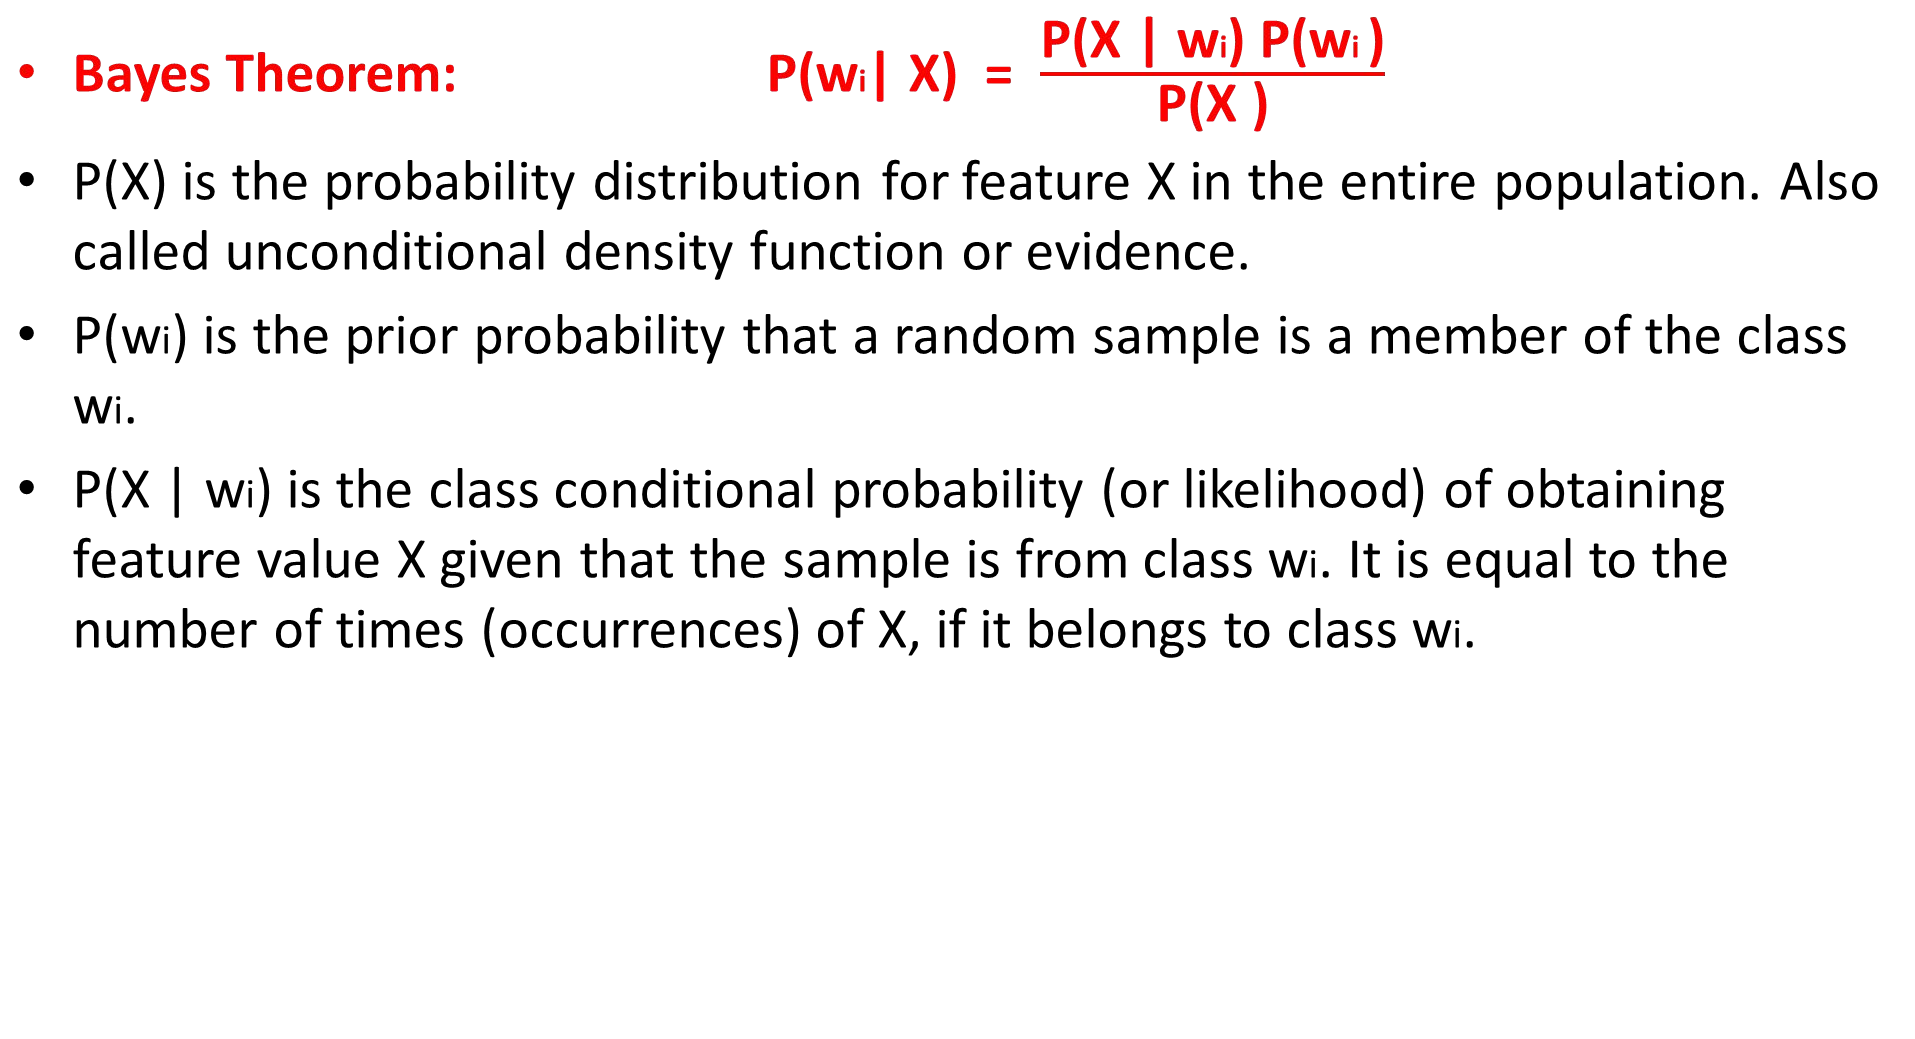 • Bayes Theorem: P(wi| X) = P(X | wi) P(wi )
P(X )
• P(X) is the probability distribution for feature X in the entire population. Also
called unconditional density function or evidence.
• P(wi) is the prior probability that a random sample is a member of the class
wi.
• P(X | wi) is the class conditional probability (or likelihood) of obtaining
feature value X given that the sample is from class wi. It is equal to the
number of times (occurrences) of X, if it belongs to class wi.